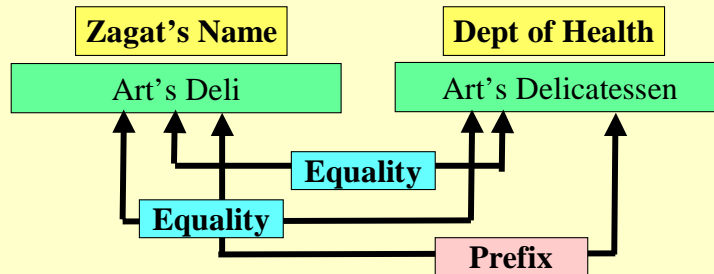 Zagat’s Name
Dept of Health
Art’s Deli
Art’s Delicatessen
Equality
Equality
Prefix